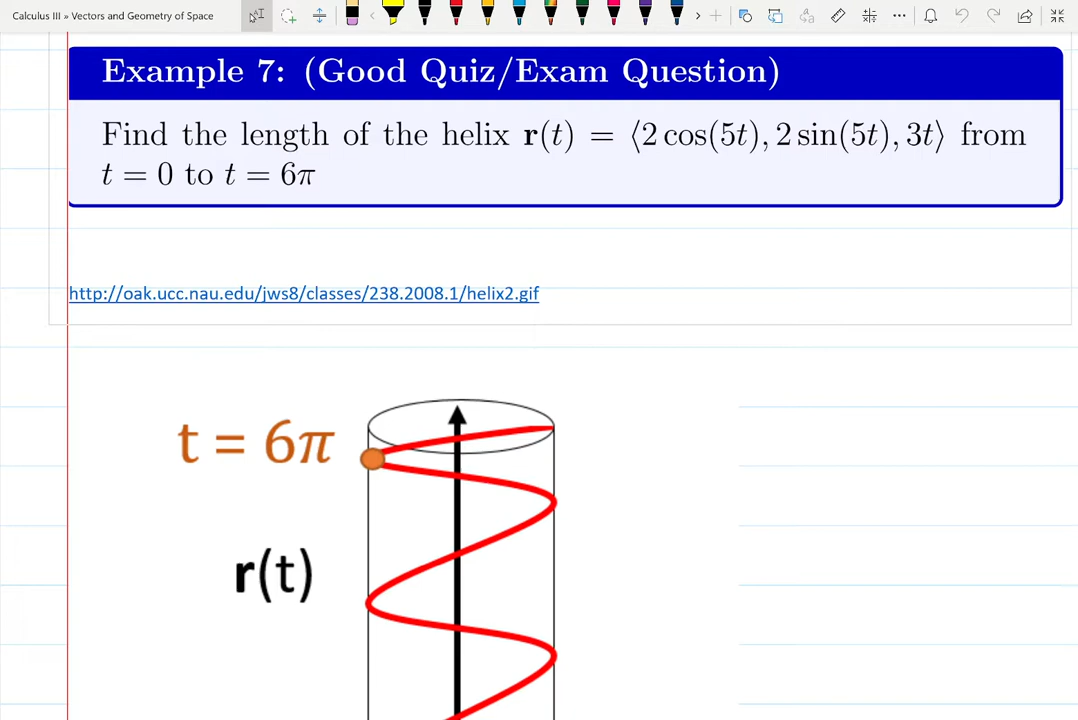 Calculus III » Vectors and Geometry of Space
Example 7: (Good Quiz/Exam Question)
Find the length of the helix r(t) = ⟨2 cos(5t), 2 sin(5t), 3t⟩ from
t = 0 to t = 6π
http://oak.ucc.nau.edu/jws8/classes/238.2008.1/helix2.gif
t = 6π
r(t)